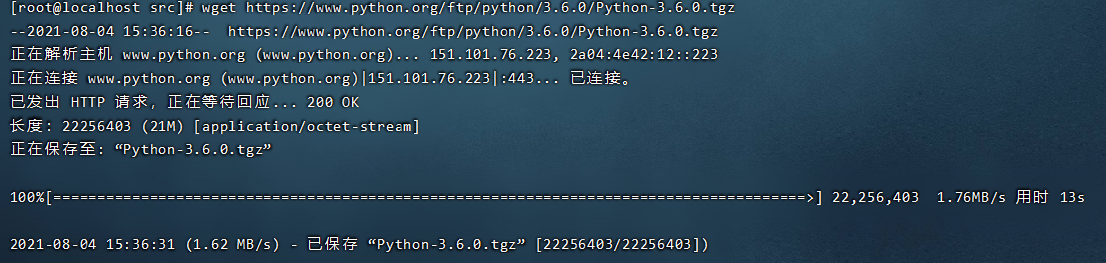 [root@localhost src]# wget https://www.python.org/ftp/python/3.6.0/Python-3.6.0.tgz
--2021-08-04 15:36:16--  https://www.python.org/ftp/python/3.6.0/Python-3.6.0.tgz
正在解析主机 www.python.org (www.python.org)... 151.101.76.223, 2a04:4e42:12::223
正在连接 www.python.org (www.python.org)|151.101.76.223|:443... 已连接。
已发出 HTTP 请求，正在等待回应... 200 OK
长度：22256403 (21M) [application/octet-stream]
正在保存至: “Python-3.6.0.tgz”
100%[======================================================================================>] 22,256,403  1.76MB/s 用时 13s
2021-08-04 15:36:31 (1.62 MB/s) - 已保存 “Python-3.6.0.tgz” [22256403/22256403])